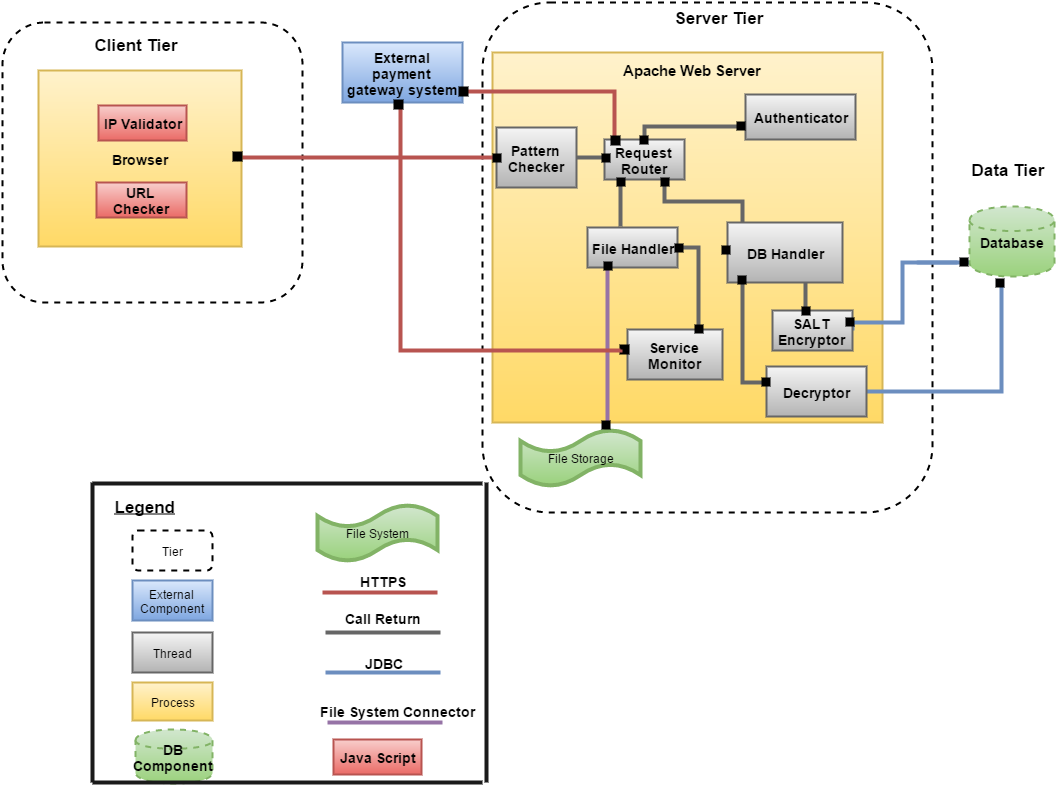 Client Tier
IP Validator
Browser
URL
Checker
External
payment
gateway system
Server Tier
Apache Web Server
Pattern
Checker
Request
Router
Authenticator
File Handler
DB Handler
SALT
Encryptor
Service
Monitor
Decryptor
File Storage
Data Tier
Database
Legend
Tier
External
Component
Thread
Process
DB
Component
File System
HTTPS
Call Return
JDBC
File System Connector
Java Script